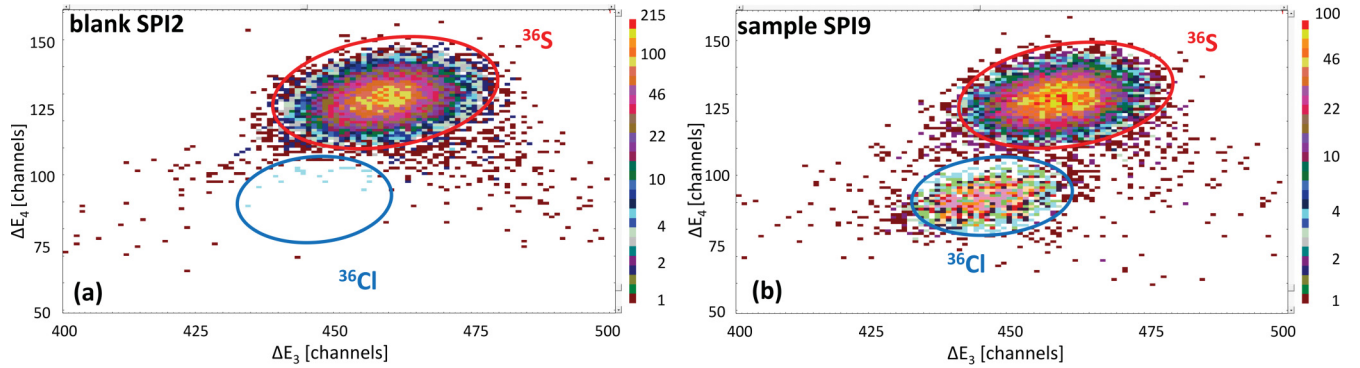 blank SPI2
³⁶S
³⁶Cl
(a)
150
125
100
75
50
400
425
450
475
500
ΔE₄ [channels]
ΔE₃ [channels]
215
100
46
22
10
4
2
1
sample SPI9
³⁶S
³⁶Cl
(b)
150
125
100
75
50
400
425
450
475
500
ΔE₄ [channels]
ΔE₃ [channels]
100
46
22
10
4
2
1